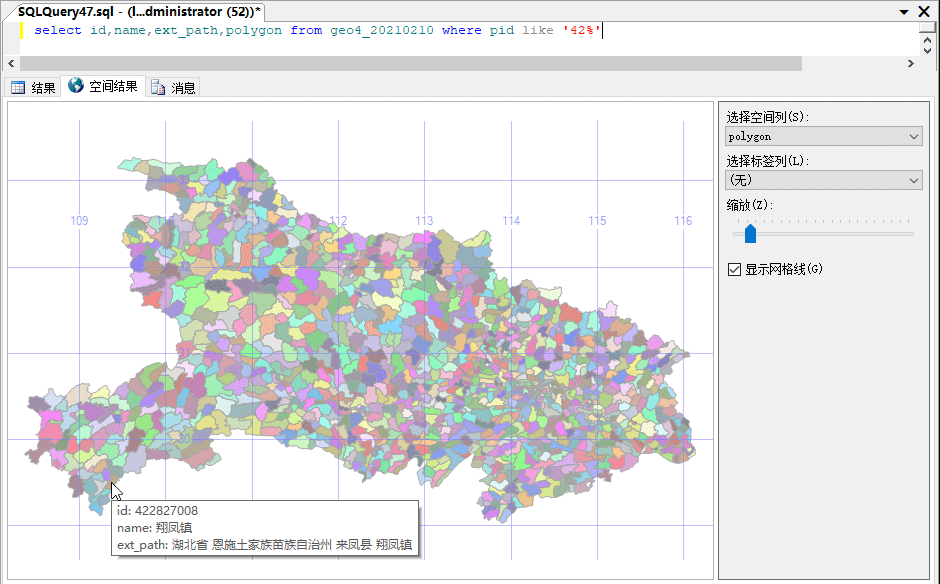 SQLQuery47.sql - (l...dministrator (52))*
select id,name,ext_path,polygon from geo4_20210210 where pid like '42%'
结果 空间结果 消息
选择空间列(S):
polygon
选择标签列(L):
(无)
缩放(Z):
显示网格线(G)
109 112 113 114 115 116
30
id: 422827008
name: 翔凤镇
ext_path: 湖北省 恩施土家族苗族自治州 来凤县 翔凤镇